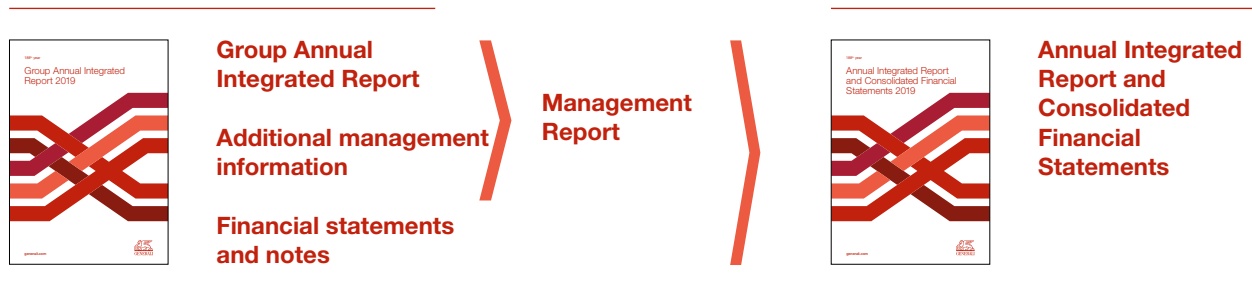 188th year
Group Annual Integrated
Report 2019
generali.com
GENERALI
Group Annual
Integrated Report
Additional management
information
Financial statements
and notes
Management
Report
188th year
Annual Integrated Report
and Consolidated Financial
Statements 2019
generali.com
GENERALI
Annual Integrated
Report and
Consolidated
Financial
Statements